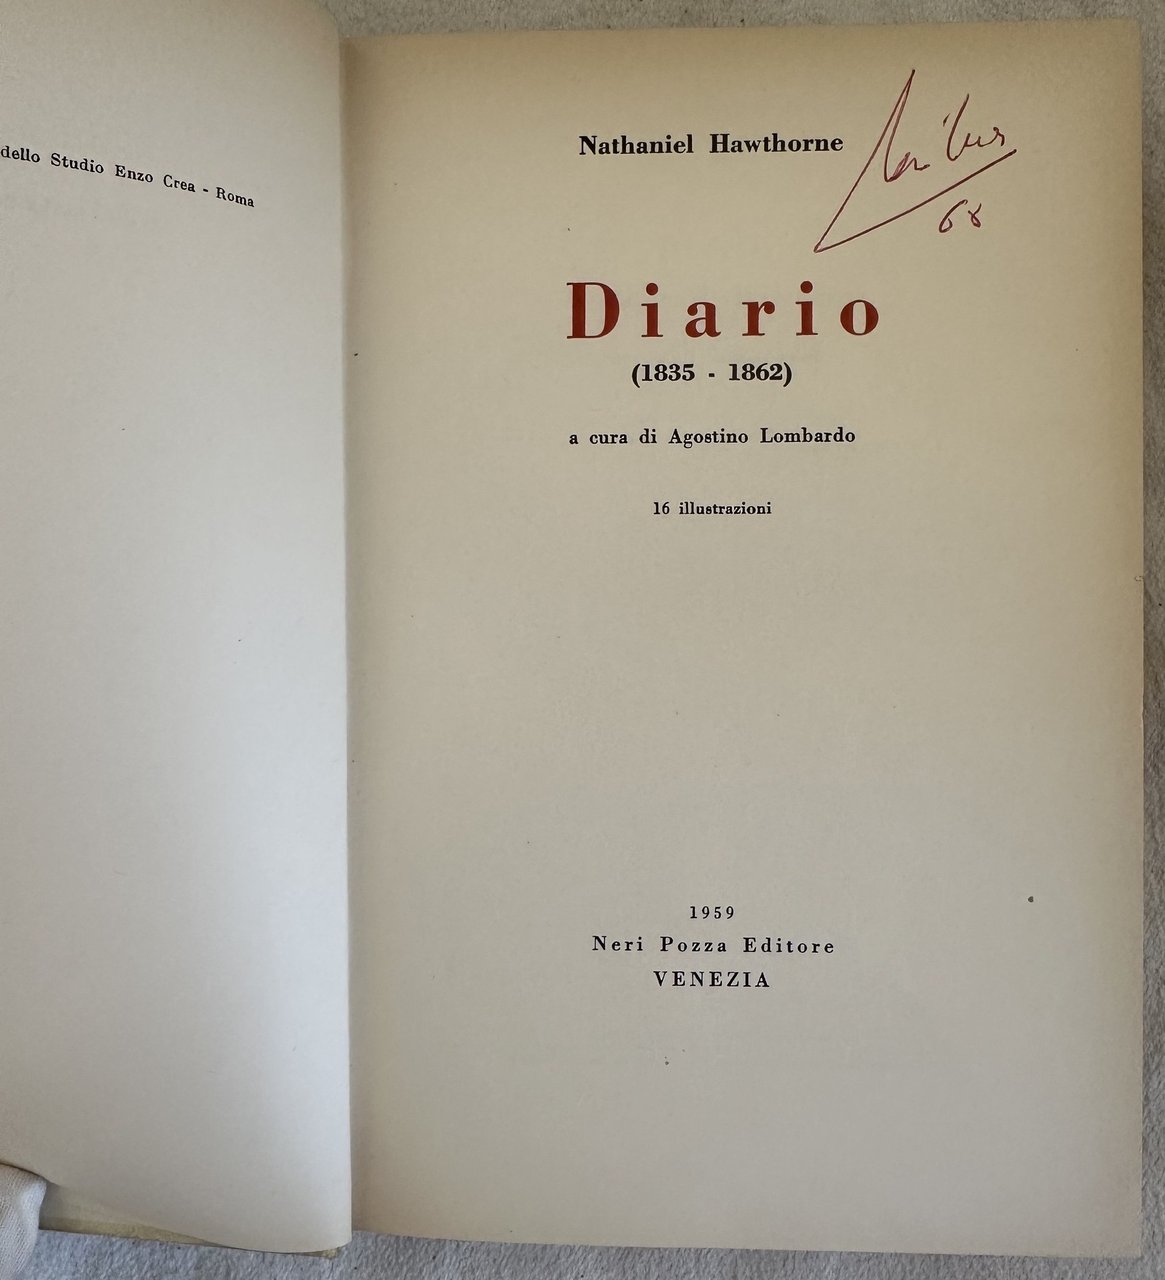 dello Studio Enzo Crea - Roma
Nathaniel Hawthorne
68
Diario
(1835 - 1862)
a cura di Agostino Lombardo
16 illustrazioni
1959
Neri Pozza Editore
VENEZIA